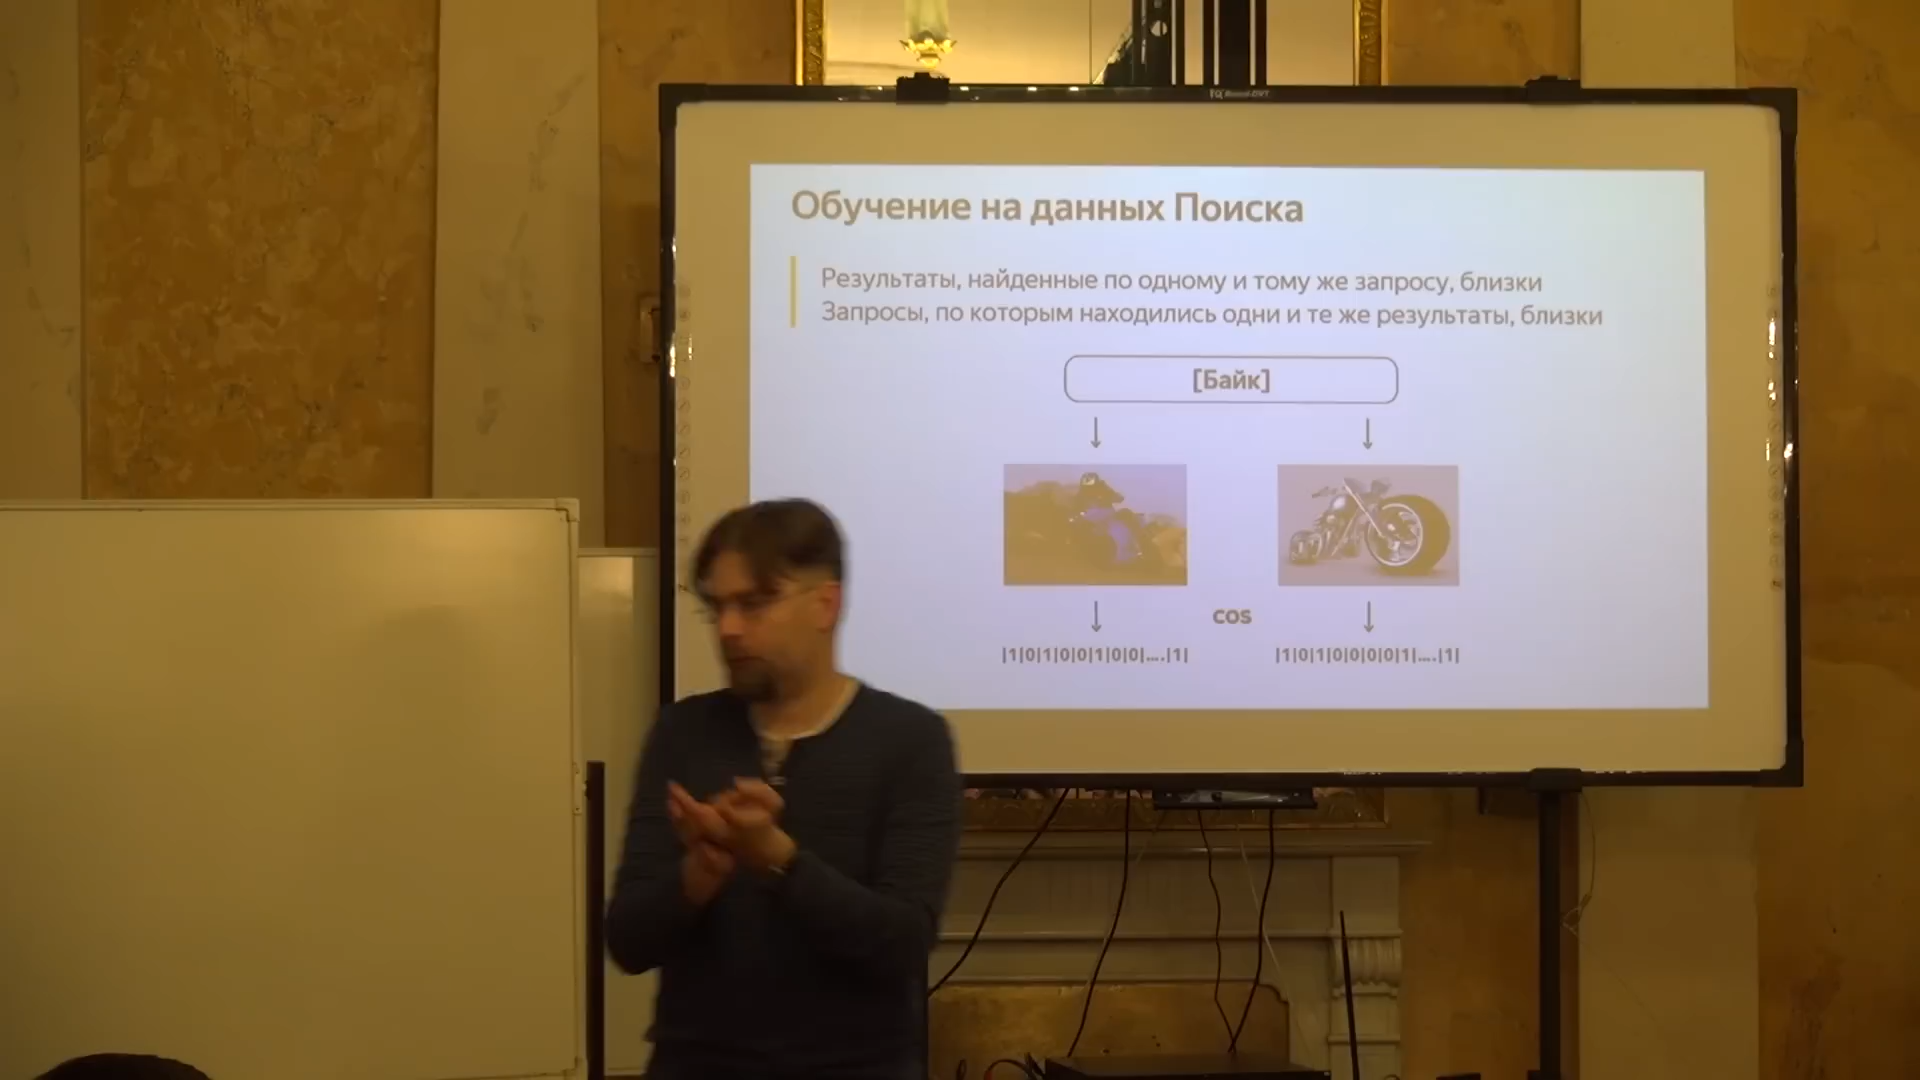 Обучение на данных Поиска
Результаты, найденные по одному и тому же запросу, близки
Запросы, по которым находились одни и те же результаты, близки
[Байк]
cos
|1|0|1|0|0|1|0|0|....|1| |1|0|1|0|0|0|0|1|....|1|